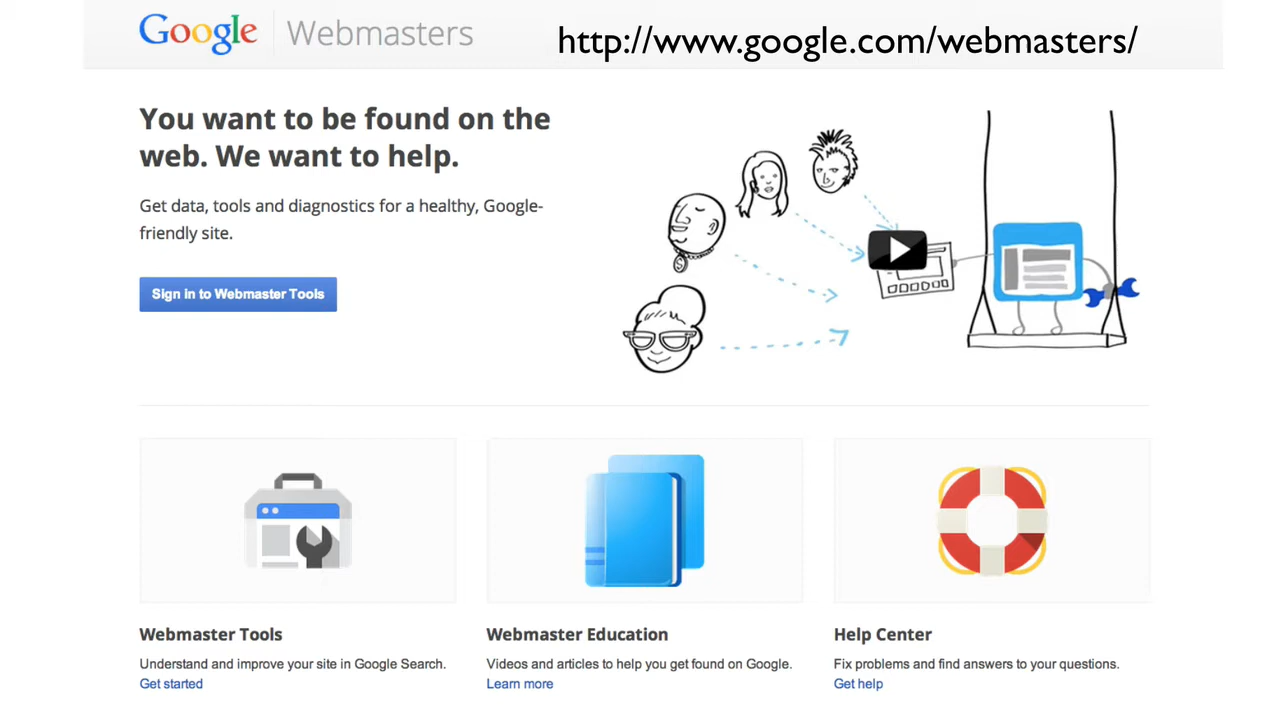 Google Webmasters
http://www.google.com/webmasters/
You want to be found on the
web. We want to help.
Get data, tools and diagnostics for a healthy, Google-
friendly site.
Sign in to Webmaster Tools
Webmaster Tools
Understand and improve your site in Google Search.
Get started
Webmaster Education
Videos and articles to help you get found on Google.
Learn more
Help Center
Fix problems and find answers to your questions.
Get help